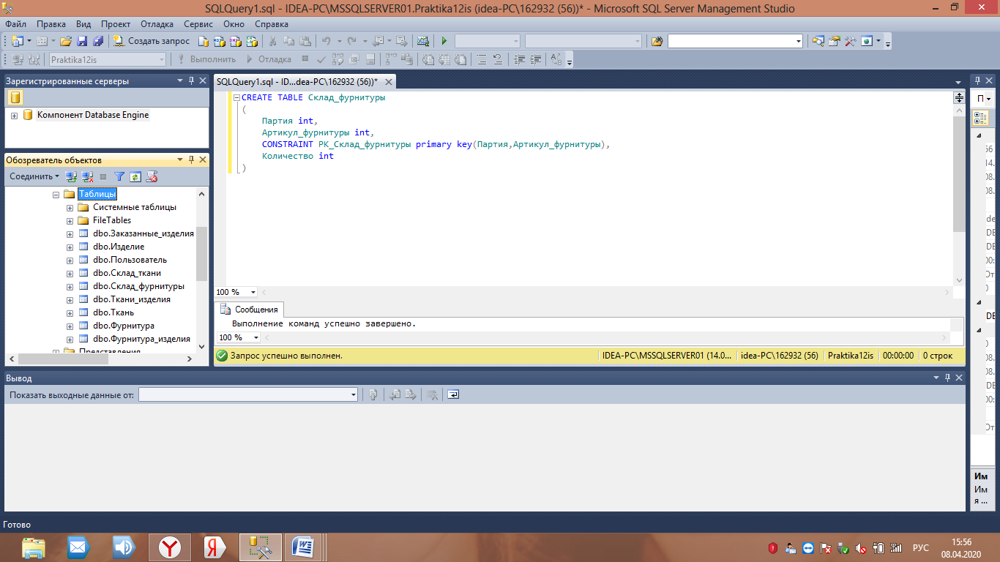 SQLQuery1.sql - IDEA-PC\MSSQLSERVER01.Praktika12is (idea-PC\162932 (56))* - Microsoft SQL Server Management Studio
Файл Правка Вид Проект Отладка Сервис Окно Справка
Создать запрос
Praktika12is Выполнить Отладка
Зарегистрированные серверы
Компонент Database Engine
Обозреватель объектов
Соединить
Таблицы
Системные таблицы
FileTables
dbo.Заказанные_изделия
dbo.Изделие
dbo.Пользователь
dbo.Склад_ткани
dbo.Склад_фурнитуры
dbo.Ткани_изделия
dbo.Ткань
dbo.Фурнитура
dbo.Фурнитура_изделия
Представления
SQLQuery1.sql - ID...dea-PC\162932 (56))*
CREATE TABLE Склад_фурнитуры
(
Партия int,
Артикул_фурнитуры int,
CONSTRAINT PK_Склад_фурнитуры primary key(Партия,Артикул_фурнитуры),
Количество int
)
100 %
Сообщения
Выполнение команд успешно завершено.
100 %
Запрос успешно выполнен. IDEA-PC\MSSQLSERVER01 (14.0... idea-PC\162932 (56) Praktika12is 00:00:00 0 строк
П
Им
Им
я ...
Вывод
Показать выходные данные от:
Готово
РУС
15:56
08.04.2020